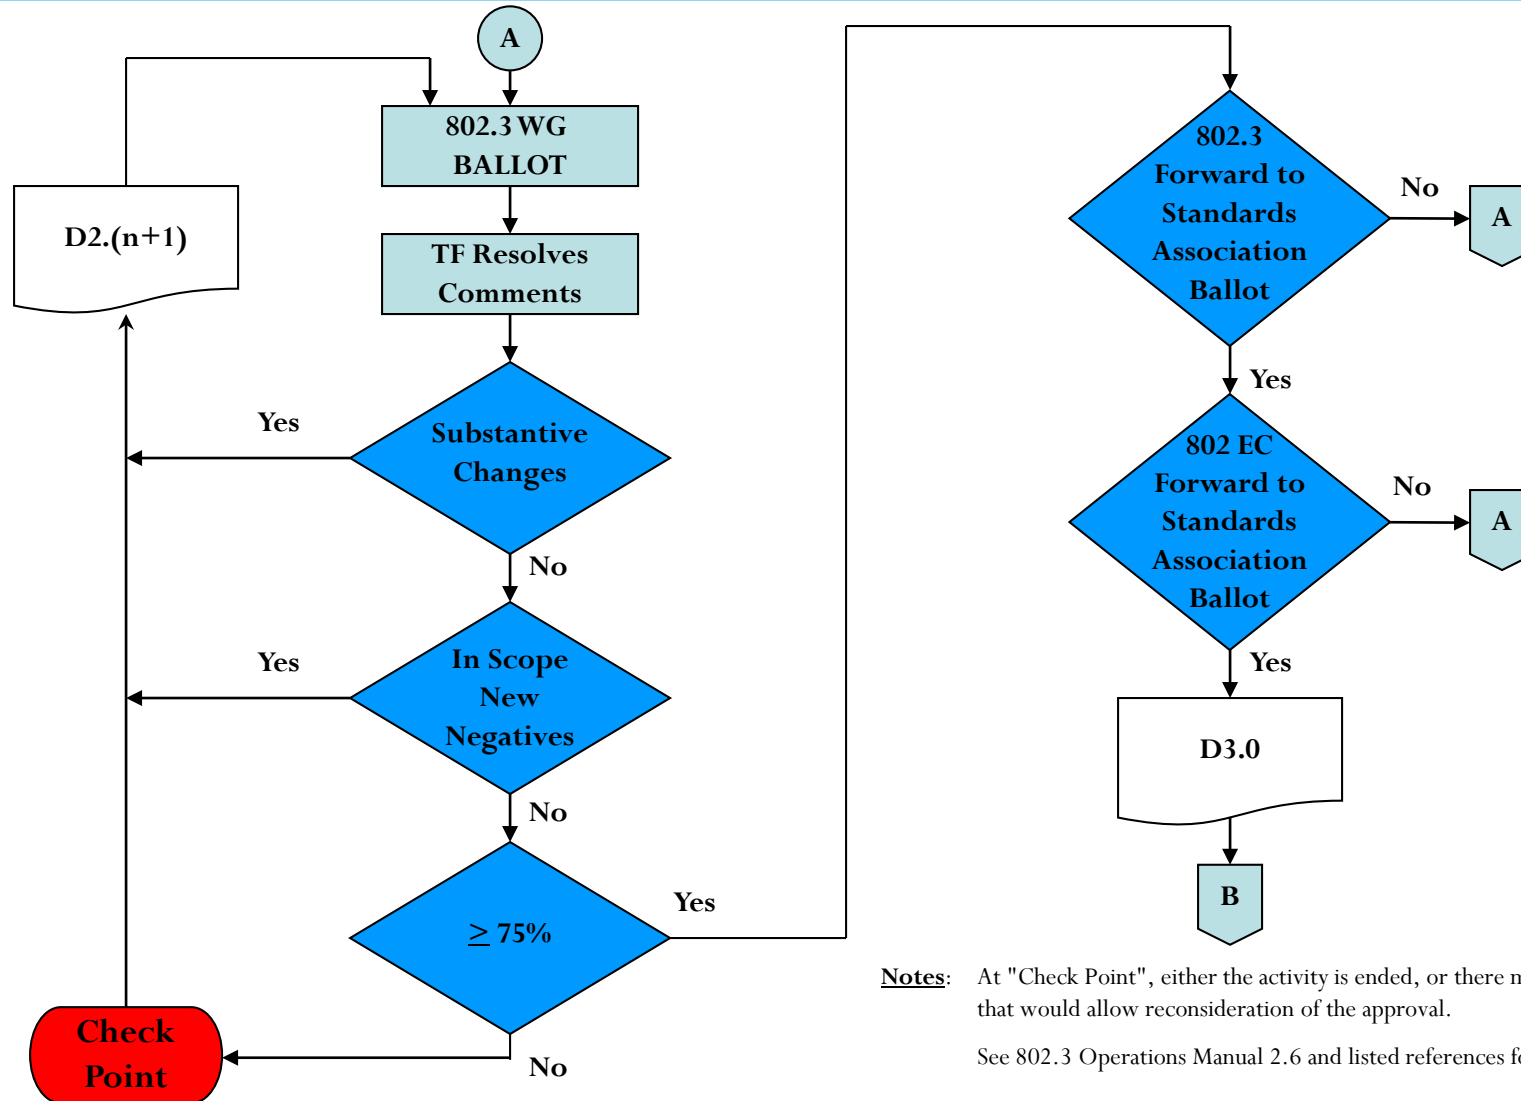 A
802.3 WG
BALLOT
D2.(n+1)
TF Resolves
Comments
Yes
Substantive
Changes
No
Yes
In Scope
New
Negatives
No
≥ 75%
Yes
No
Check
Point
802.3
Forward to
Standards
Association
Ballot
No
A
Yes
802 EC
Forward to
Standards
Association
Ballot
No
A
Yes
D3.0
B
Notes: At "Check Point", either the activity is ended, or there
that would allow reconsideration of the approval.
See 802.3 Operations Manual 2.6 and listed references